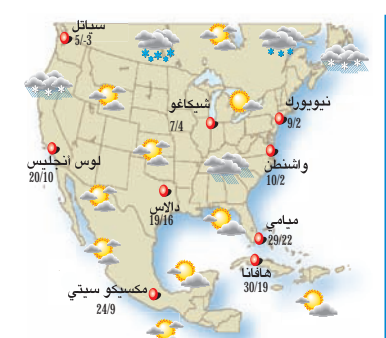 سياتل
5/-3
شيكاغو
7/4
نيويورك
9/2
لوس أنجليس
20/10
واشنطن
10/2
دالاس
19/16
ميامي
29/22
هافانا
30/19
مكسيكو سيتي
24/9